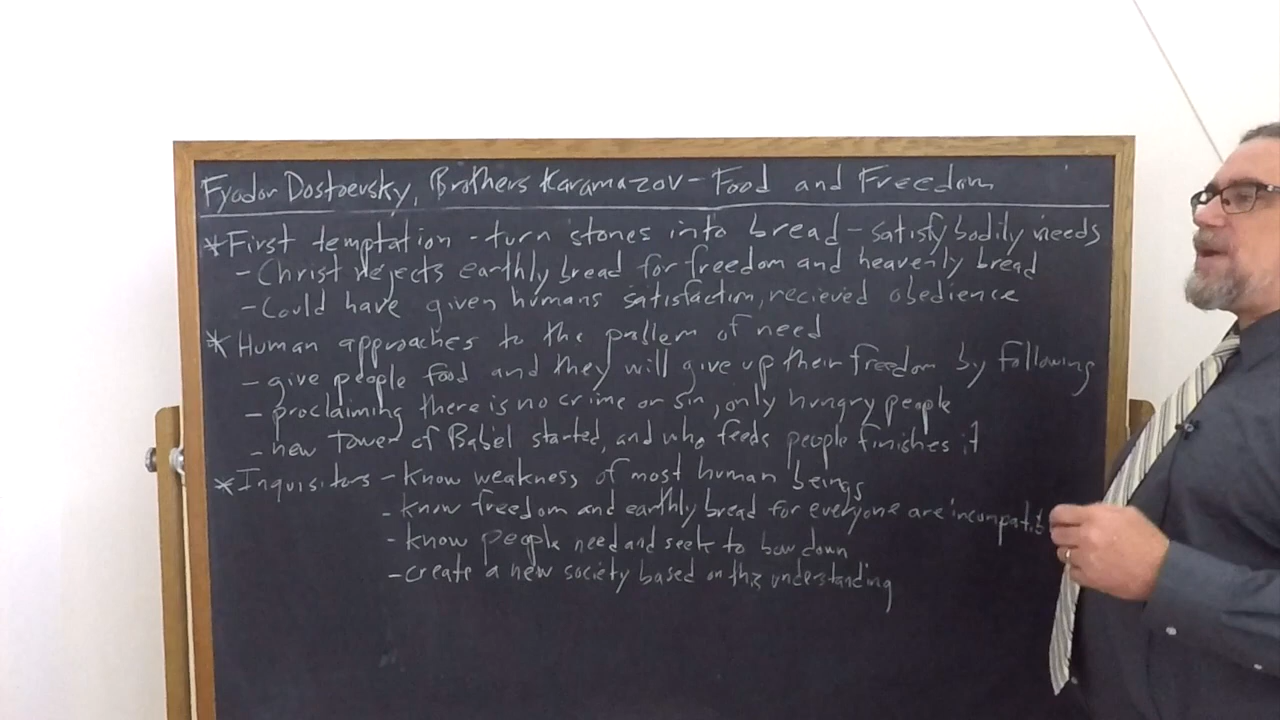 Fyodor Dostoevsky, Brothers Karamazov - Food and Freedom
* First temptation - turn stones into bread - satisfy bodily needs
- Christ rejects earthly bread for freedom and heavenly bread
- Could have given humans satisfaction, recieved obedience
* Human approaches to the problem of need
- give people food and they will give up their freedom by following
- proclaiming there is no crime or sin, only hungry people
- new Tower of Babel started, and who feeds people finishes it
* Inquisitors - know weakness of most human beings
- know freedom and earthly bread for everyone are incompatib
- know people need and seek to bow down
- create a new society based on this understanding